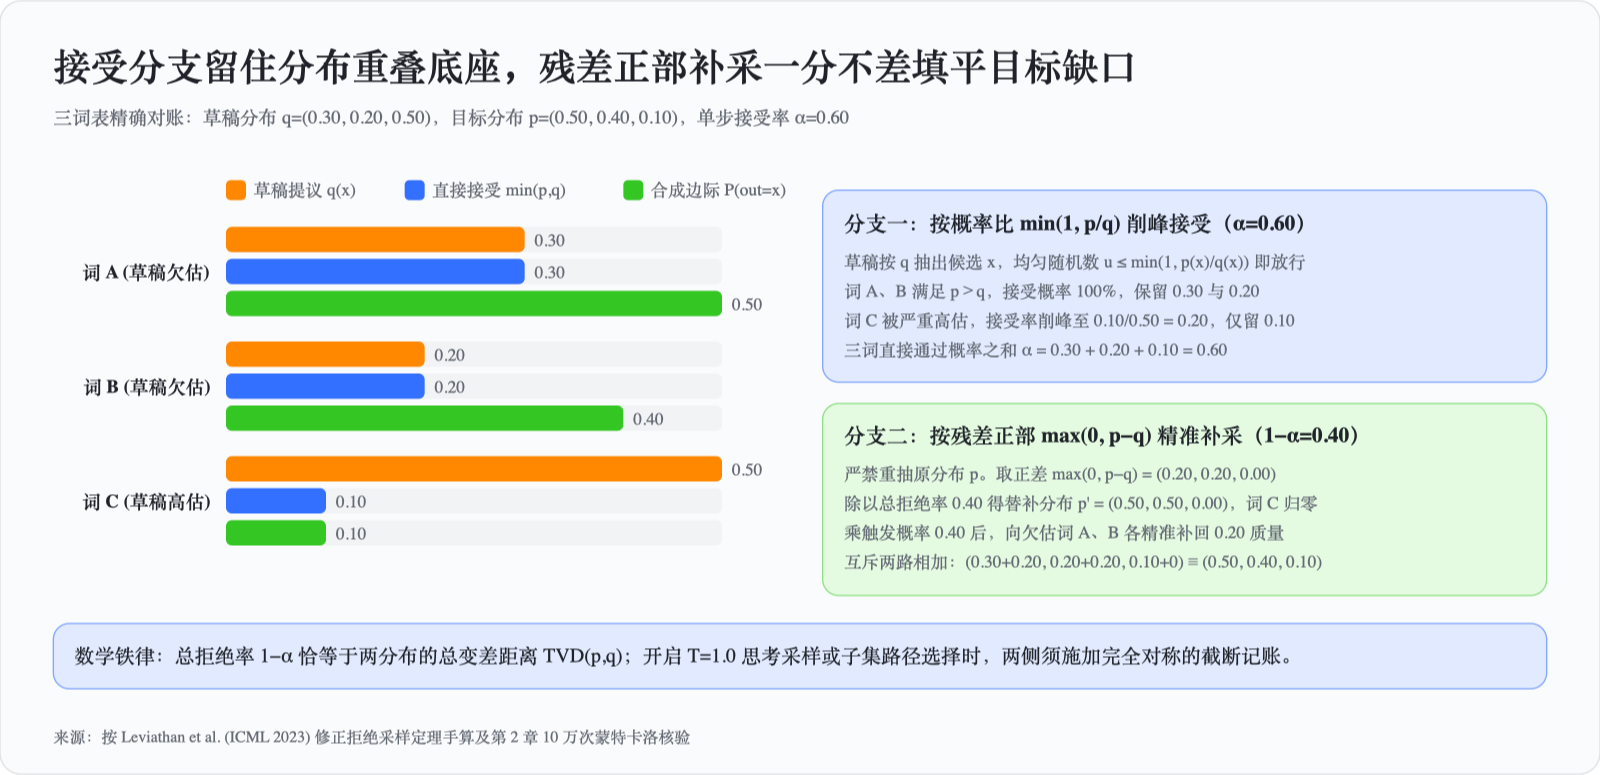 接受分支留住分布重叠底座，残差正部补采一分不差填平目标缺口
三词表精确对账：草稿分布 q=(0.30, 0.20, 0.50)，目标分布 p=(0.50, 0.40, 0.10)，单步接受率 α=0.60
草稿提议 q(x)
直接接受 min(p,q)
合成边际 P(out=x)
词 A (草稿欠估)
0.30
0.30
0.50
词 B (草稿欠估)
0.20
0.20
0.40
词 C (草稿高估)
0.50
0.10
0.10
分支一：按概率比 min(1, p/q) 削峰接受（α=0.60）
草稿按 q 抽出候选 x，均匀随机数 u ≤ min(1, p(x)/q(x)) 即放行
词 A、B 满足 p > q，接受概率 100%，保留 0.30 与 0.20
词 C 被严重高估，接受率削峰至 0.10/0.50 = 0.20，仅留 0.10
三词直接通过概率之和 α = 0.30 + 0.20 + 0.10 = 0.60
分支二：按残差正部 max(0, p−q) 精准补采（1−α=0.40）
严禁重抽原分布 p。取正差 max(0, p−q) = (0.20, 0.20, 0.00)
除以总拒绝率 0.40 得替补分布 p' = (0.50, 0.50, 0.00)，词 C 归零
乘触发概率 0.40 后，向欠估词 A、B 各精准补回 0.20 质量
互斥两路相加：(0.30+0.20, 0.20+0.20, 0.10+0) ≡ (0.50, 0.40, 0.10)
数学铁律：总拒绝率 1−α 恰等于两分布的总变差距离 TVD(p,q)；开启 T=1.0 思考采样或子集路径选择时，两侧须施加完全对称的截断记账。
来源：按 Leviathan et al. (ICML 2023) 修正拒绝采样定理手算及第 2 章 10 万次蒙特卡洛核验